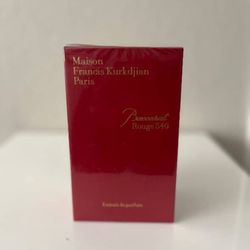 Maison
Francis Kurkdjian
Paris
Baccarat
Rouge 540
Extrait de parfum